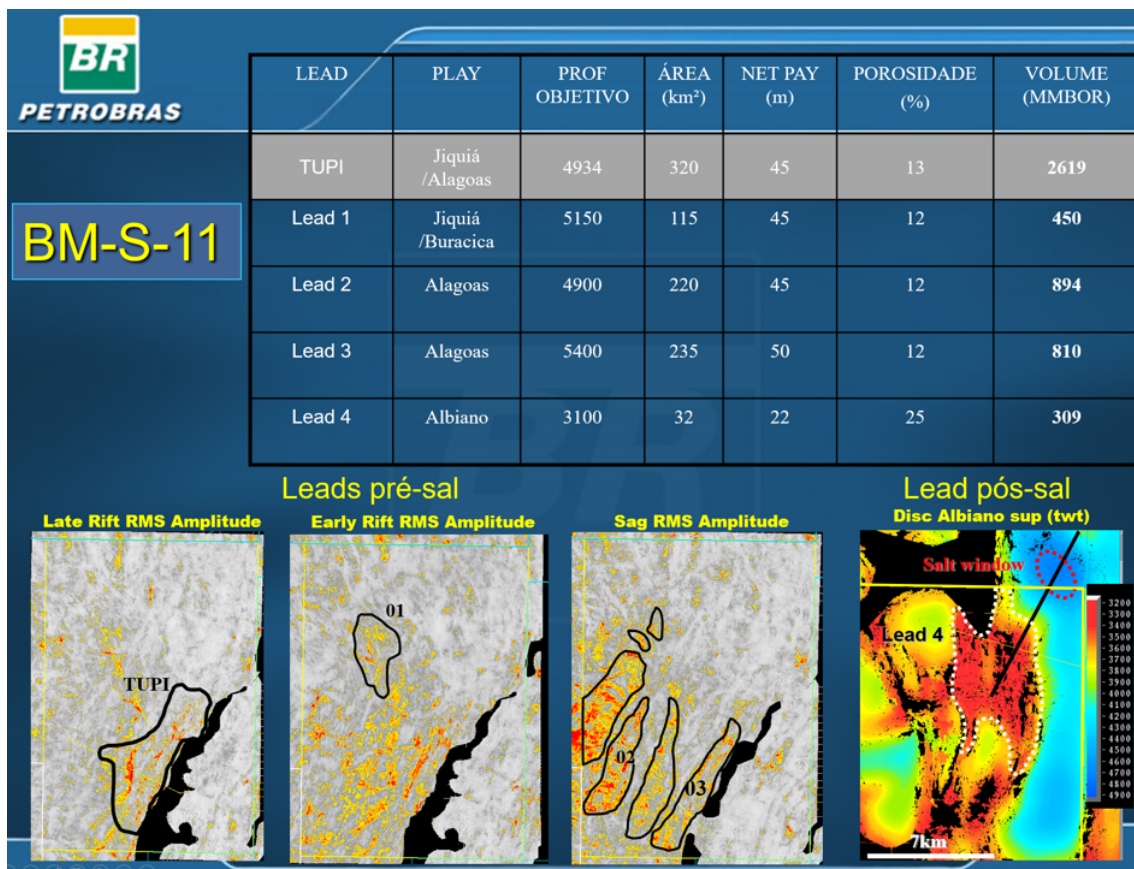 BR
PETROBRAS
BM-S-11
LEAD PLAY PROF OBJETIVO ÁREA (km²) NET PAY (m) POROSIDADE (%) VOLUME (MMBOR)
TUPI Jiquiá /Alagoas 4934 320 45 13 2619
Lead 1 Jiquiá /Buracica 5150 115 45 12 450
Lead 2 Alagoas 4900 220 45 12 894
Lead 3 Alagoas 5400 235 50 12 810
Lead 4 Albiano 3100 32 22 25 309
Leads pré-sal
Lead pós-sal
Late Rift RMS Amplitude
TUPI
Early Rift RMS Amplitude
01
Sag RMS Amplitude
02
03
Disc Albiano sup (twt)
Salt window
Lead 4
7km
3200
3300
3400
3500
3600
3700
3800
3900
4000
4100
4200
4300
4400
4500
4600
4700
4800
4900